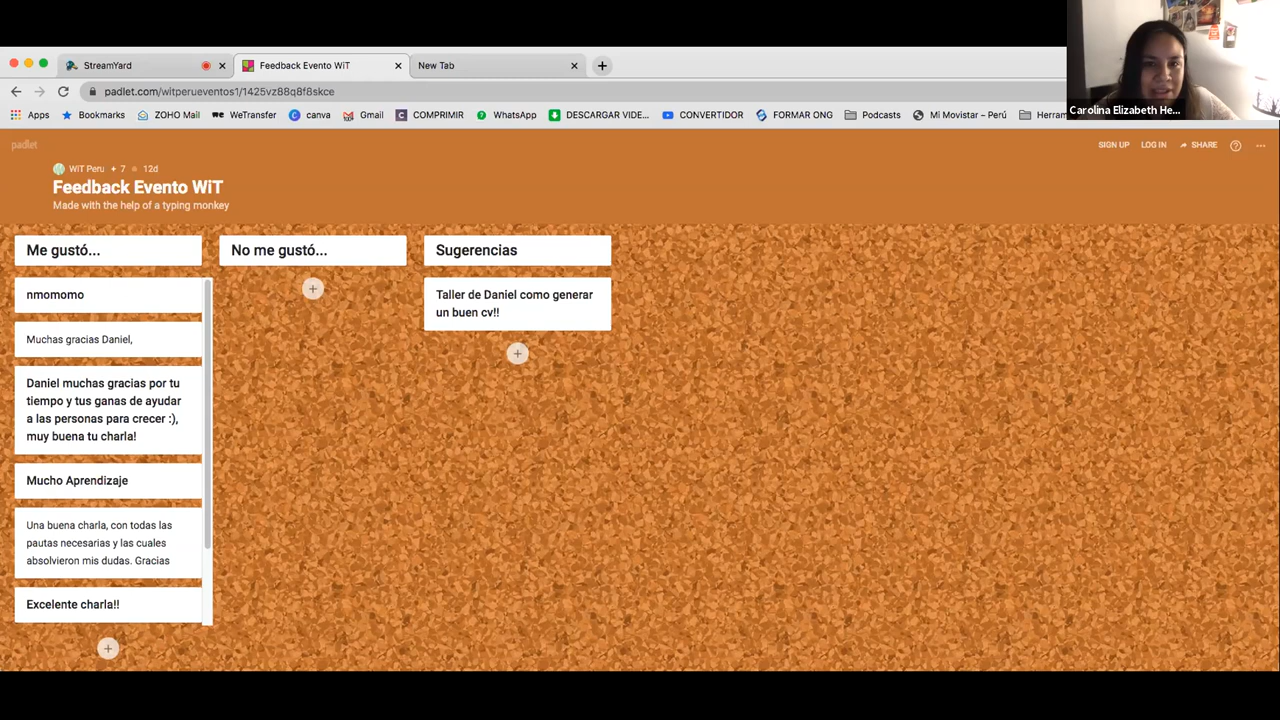 StreamYard
Feedback Evento WiT
New Tab
padlet.com/witperueventos1/1425vz88q8f8skce
Apps
Bookmarks
ZOHO Mail
WeTransfer
canva
Gmail
COMPRIMIR
WhatsApp
DESCARGAR VIDE...
CONVERTIDOR
FORMAR ONG
Podcasts
Mi Movistar – Perú
Herram
Carolina Elizabeth He...
padlet
SIGN UP
LOG IN
SHARE
WIT Peru + 7 12d
Feedback Evento WiT
Made with the help of a typing monkey
Me gustó...
nmomomo
Muchas gracias Daniel,
Daniel muchas gracias por tu
tiempo y tus ganas de ayudar
a las personas para crecer :),
muy buena tu charla!
Mucho Aprendizaje
Una buena charla, con todas las
pautas necesarias y las cuales
absolvieron mis dudas. Gracias
Excelente charla!!
No me gustó...
Sugerencias
Taller de Daniel como generar
un buen cv!!